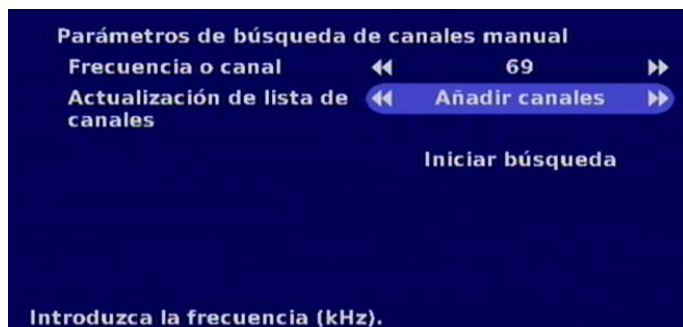 Parámetros de búsqueda de canales manual
Frecuencia o canal 69
Actualización de lista de Añadir canales
canales
Iniciar búsqueda
Introduzca la frecuencia (kHz).